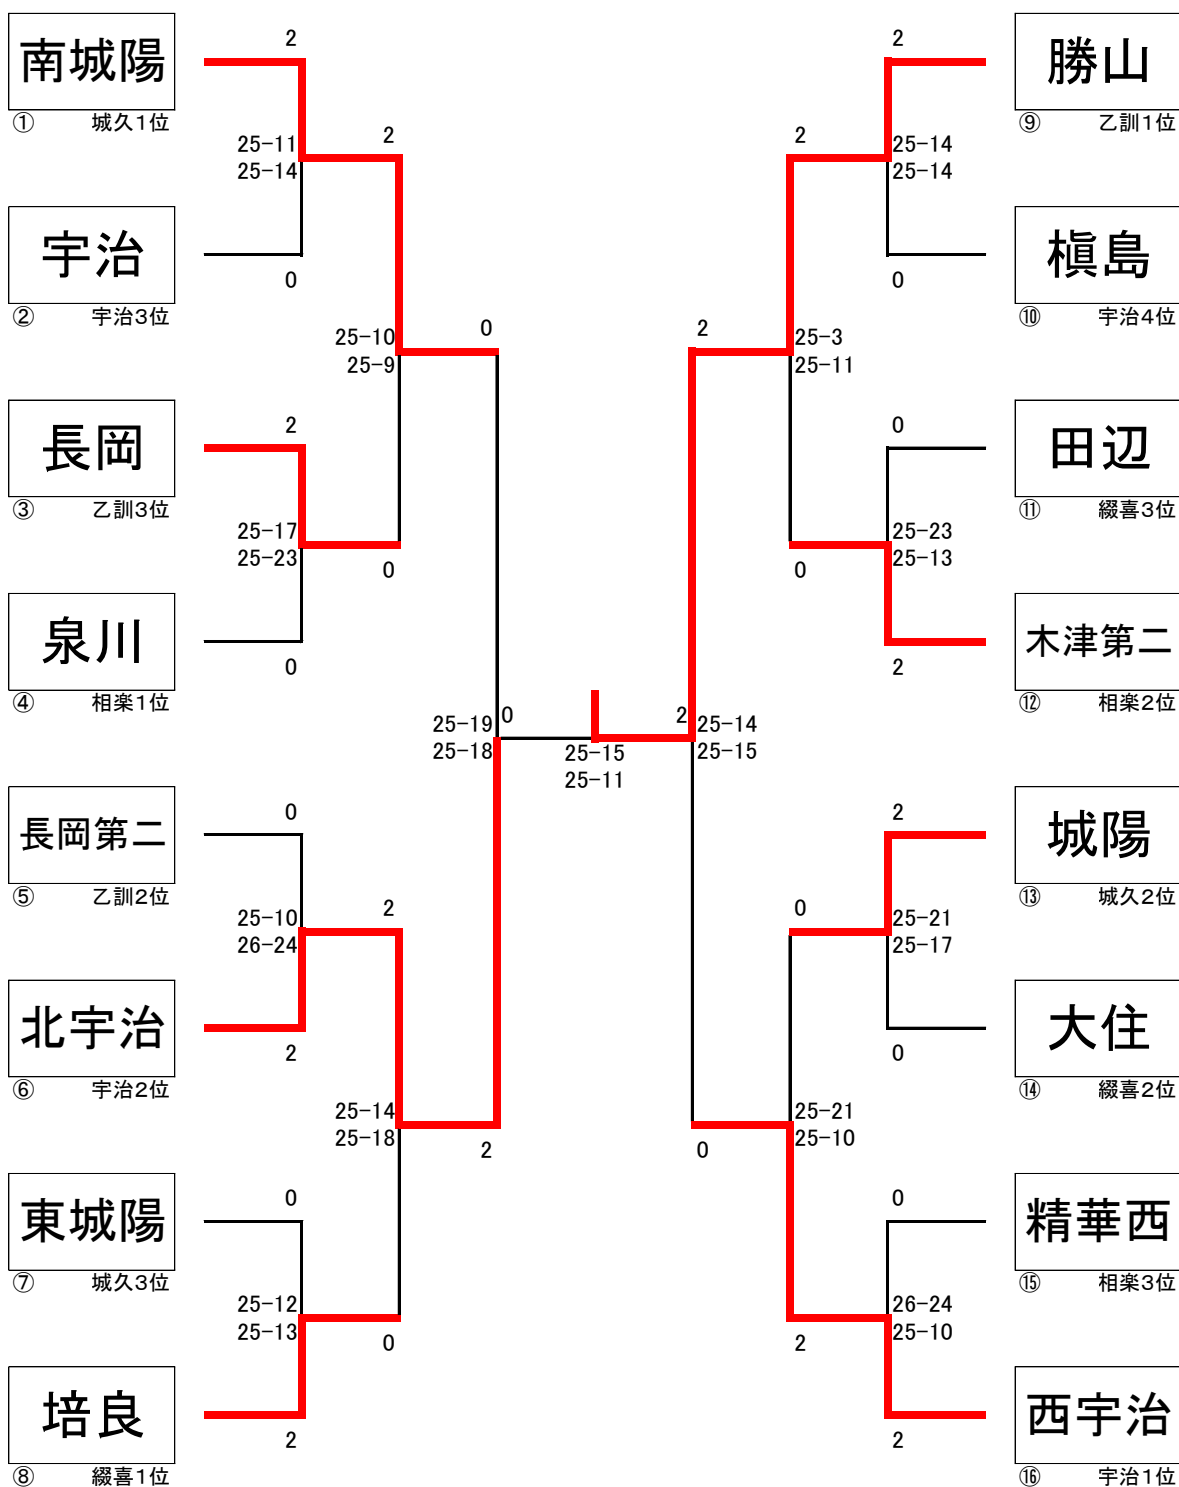 南城陽
① 城久1位
宇治
② 宇治3位
長岡
③ 乙訓3位
泉川
④ 相楽1位
長岡第二
⑤ 乙訓2位
北宇治
⑥ 宇治2位
東城陽
⑦ 城久3位
培良
⑧ 綴喜1位
2
25-11
25-14
0
2
25-17
25-23
0
0
25-10
26-24
2
0
25-12
25-13
2
2
25-10
25-9
0
2
25-14
25-18
0
0
25-19
25-18
2
0
25-15
25-11
2
2
25-14
25-15
0
2
25-3
25-11
0
0
25-21
25-10
2
2
25-14
25-14
0
0
25-23
25-13
2
2
25-21
25-17
0
0
26-24
25-10
2
勝山
⑨ 乙訓1位
槇島
⑩ 宇治4位
田辺
⑪ 綴喜3位
木津第二
⑫ 相楽2位
城陽
⑬ 城久2位
大住
⑭ 綴喜2位
精華西
⑮ 相楽3位
西宇治
⑯ 宇治1位